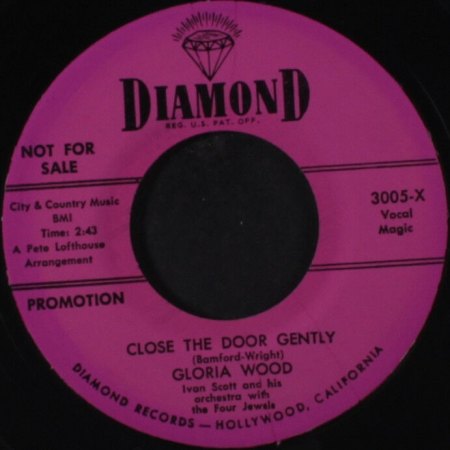 DIAMOND
REG. U.S. PAT. OFF.
NOT FOR
SALE
City & Country Music
BMI
Time: 2:43
A Pete Lofthouse
Arrangement
3005-X
Vocal
Magic
PROMOTION
CLOSE THE DOOR GENTLY
(Bamford-Wright)
GLORIA WOOD
Ivan Scott and his
orchestra with
the Four Jewels
DIAMOND RECORDS — HOLLYWOOD, CALIFORNIA